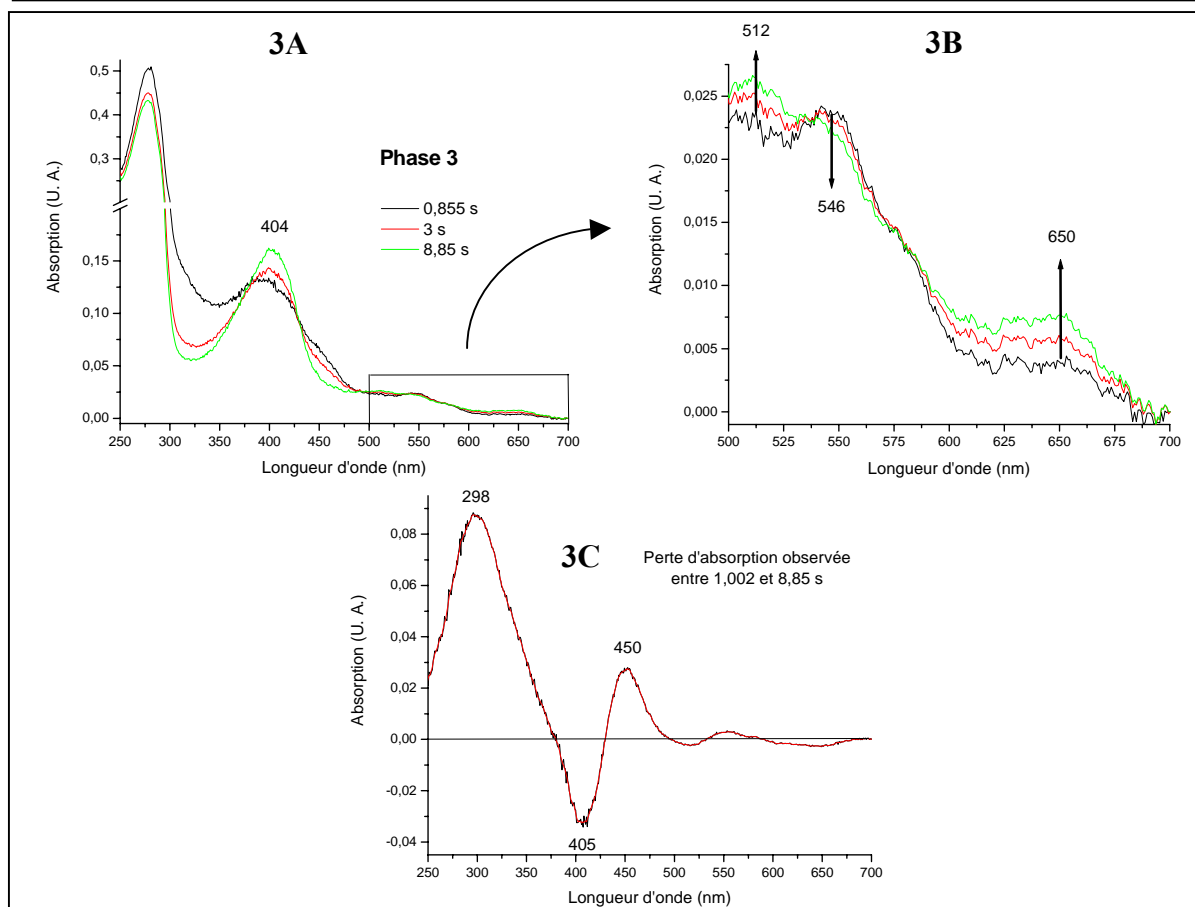 3A
0,5
0,4
0,3
0,15
0,10
0,05
0,00
Absorption (U. A.)
404
Phase 3
0,855 s
3 s
8,85 s
250 300 350 400 450 500 550 600 650 700
Longueur d'onde (nm)
3B
512
546
650
0,025
0,020
0,015
0,010
0,005
0,000
Absorption (U. A.)
500 525 550 575 600 625 650 675 700
Longueur d'onde (nm)
3C
298
405
450
Perte d'absorption observée
entre 1,002 et 8,85 s
0,08
0,06
0,04
0,02
0,00
-0,02
-0,04
Absorption (U. A.)
250 300 350 400 450 500 550 600 650 700
Longueur d'onde (nm)